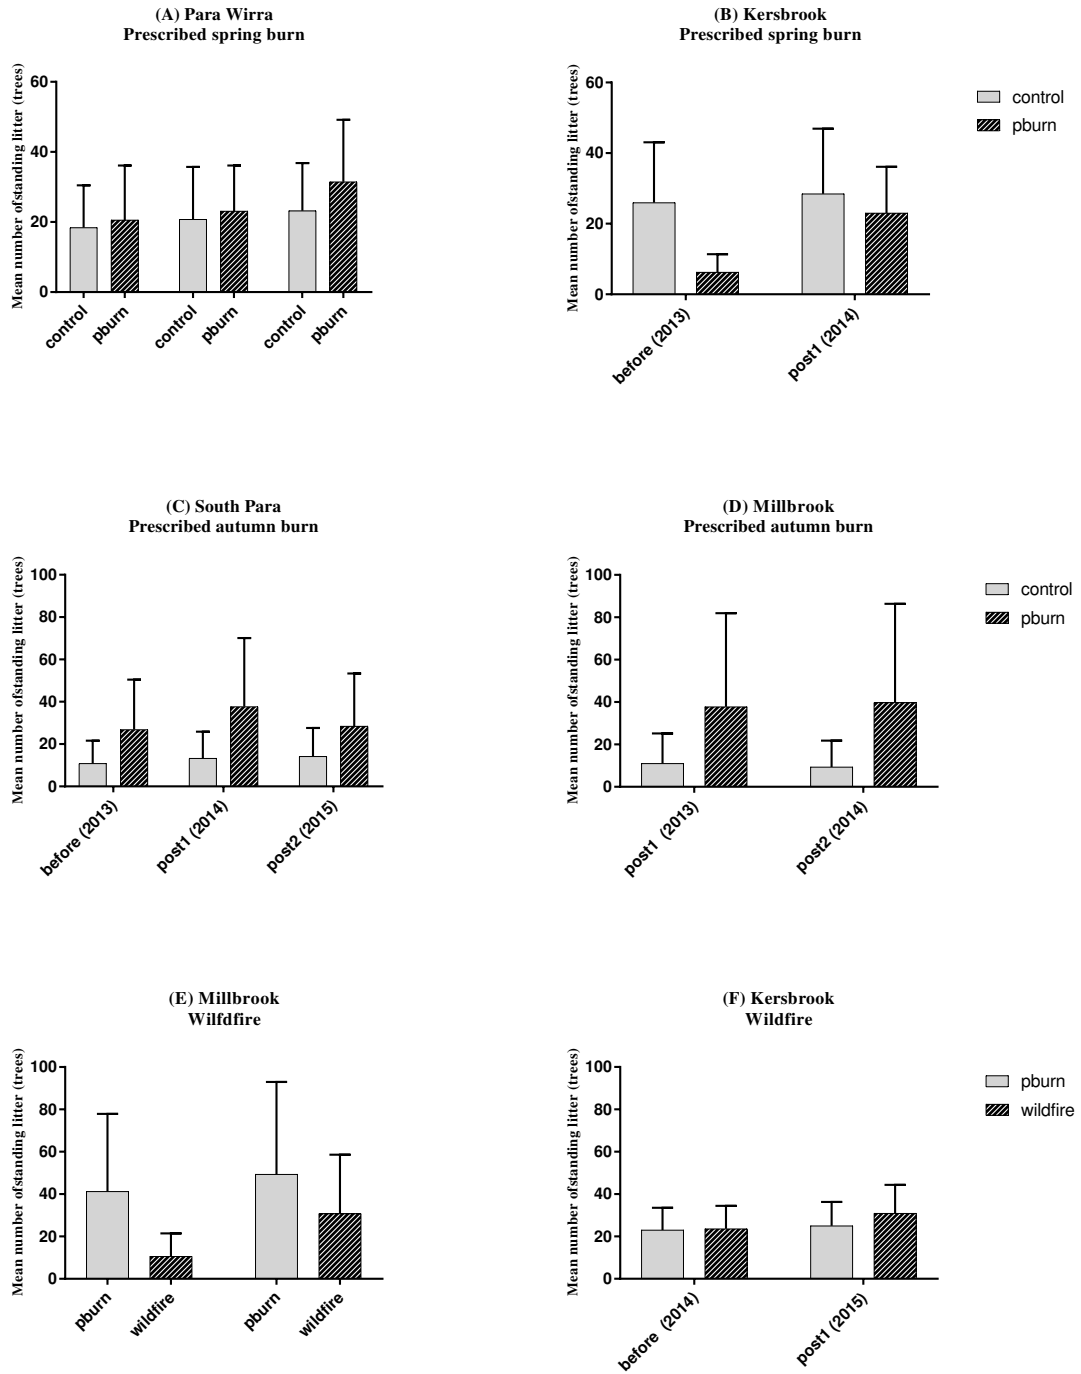 (A) Para Wirra
Prescribed spring burn
Mean number ofstanding litter (trees)
60
40
20
0
control
pburn
control
pburn
control
pburn
(B) Kersbrook
Prescribed spring burn
Mean number ofstanding litter (trees)
60
40
20
0
before (2013)
post1 (2014)
control
pburn
(C) South Para
Prescribed autumn burn
Mean number ofstanding litter (trees)
100
80
60
40
20
0
before (2013)
post1 (2014)
post2 (2015)
(D) Millbrook
Prescribed autumn burn
Mean number ofstanding litter (trees)
100
80
60
40
20
0
post1 (2013)
post2 (2014)
control
pburn
(E) Millbrook
Wilfdfire
Mean number ofstanding litter (trees)
100
80
60
40
20
0
pburn
wildfire
pburn
wildfire
(F) Kersbrook
Wildfire
Mean number ofstanding litter (trees)
100
80
60
40
20
0
before (2014)
post1 (2015)
pburn
wildfire